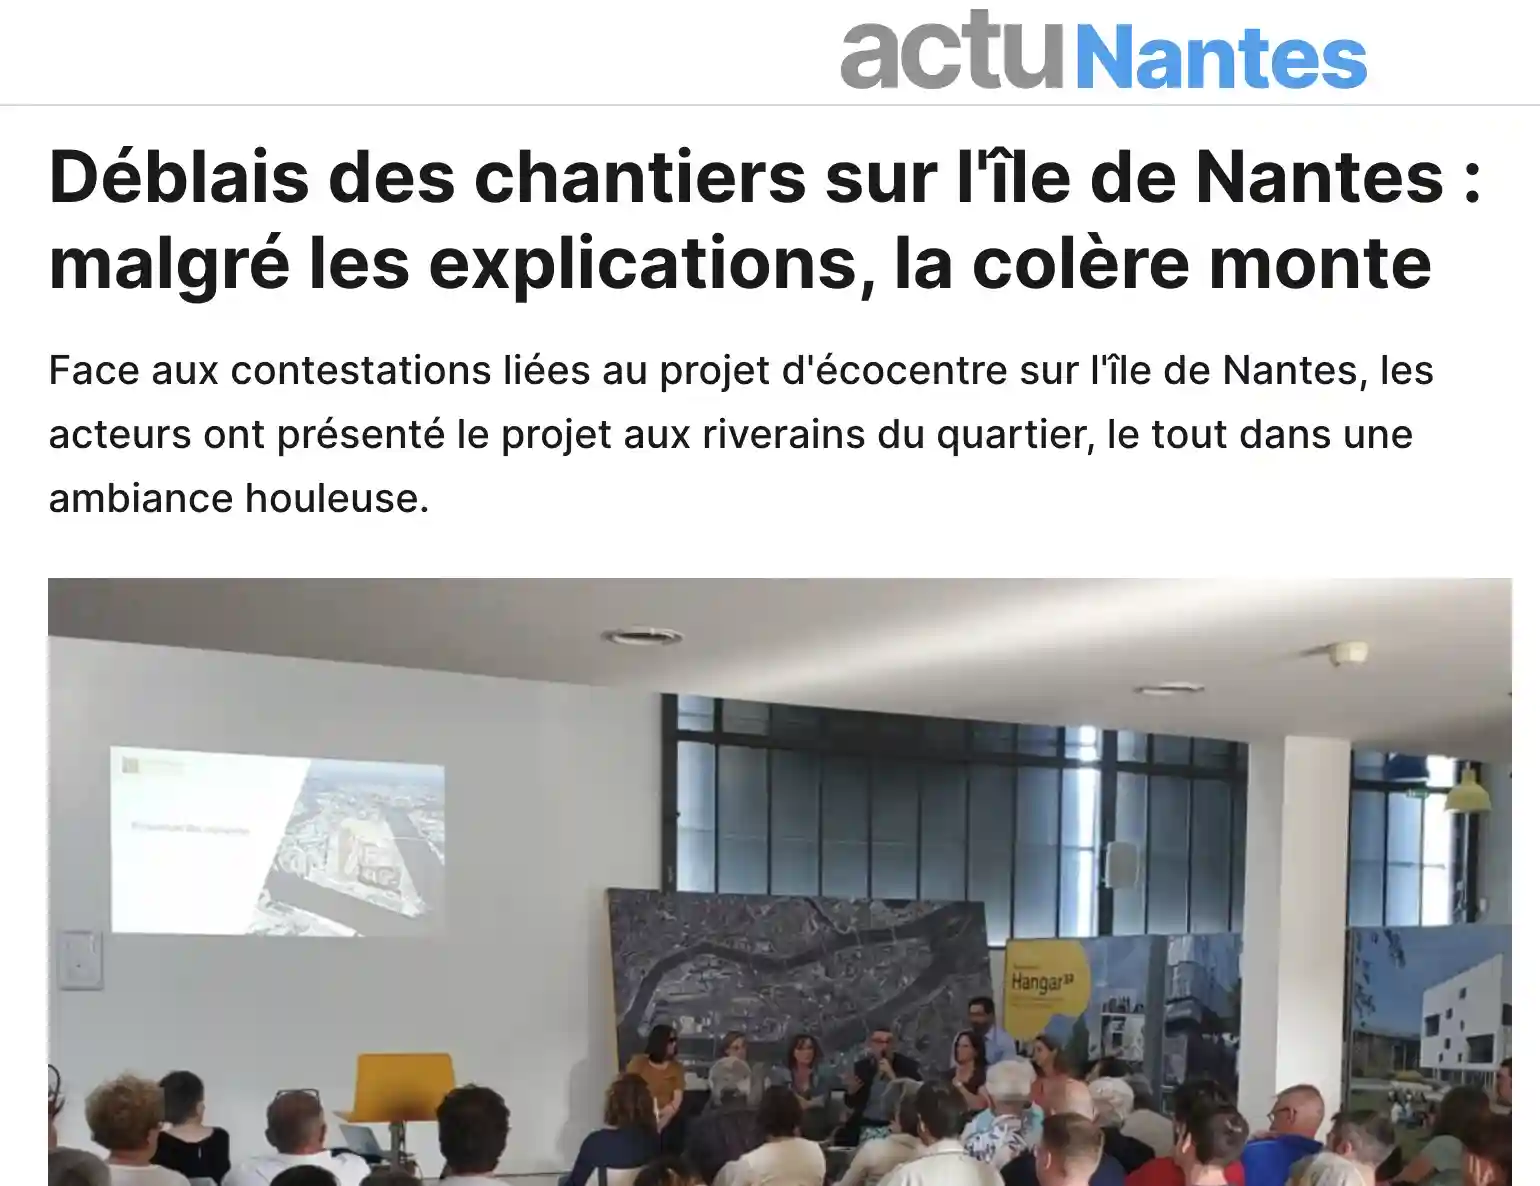 actu Nantes
Déblais des chantiers sur l'île de Nantes :
malgré les explications, la colère monte
Face aux contestations liées au projet d'écocentre sur l'île de Nantes, les
acteurs ont présenté le projet aux riverains du quartier, le tout dans une
ambiance houleuse.
Hangar 32